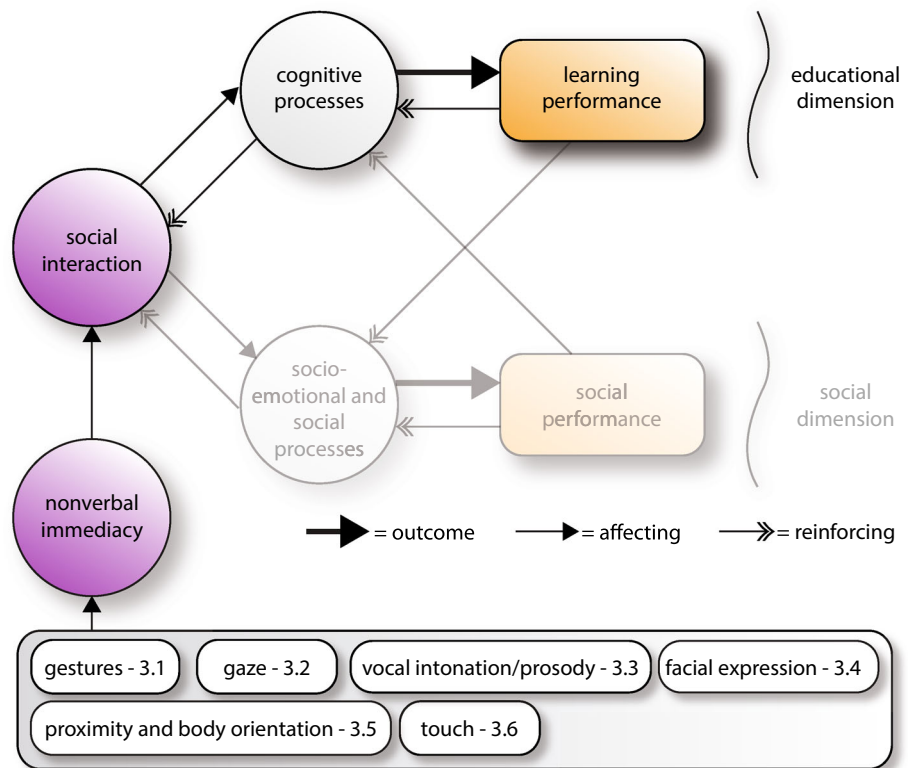 cognitive
processes
learning
performance
educational
dimension
social
interaction
socio-
emotional and
social
processes
social
performance
social
dimension
nonverbal
immediacy
= outcome
= affecting
= reinforcing
gestures - 3.1
gaze - 3.2
vocal intonation/prosody - 3.3
facial expression - 3.4
proximity and body orientation - 3.5
touch - 3.6